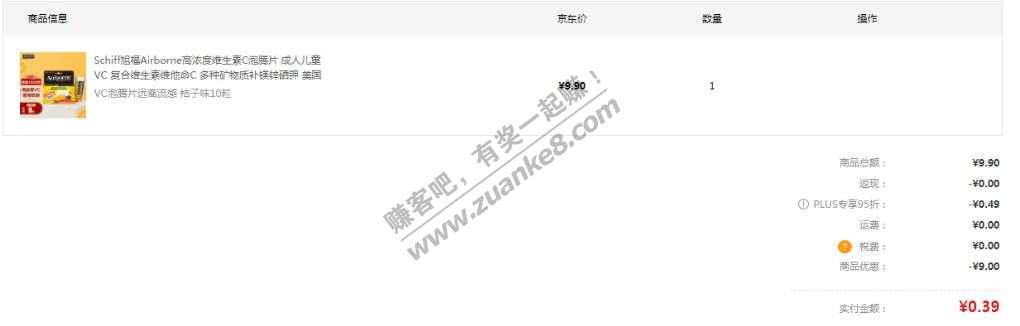 商品信息
京东价
数量
操作
Schiff旭福Airborne高浓度维生素C泡腾片 成人儿童
VC 复合维生素维他命C 多种矿物质补镁锌硒钾 美国
VC泡腾片远离流感 桔子味10粒
¥9.90
1
赚客吧，有奖一起赚！
www.zuanke8.com
商品总额： ¥9.90
返现： -¥0.00
PLUS专享95折： -¥0.49
运费： ¥0.00
? 税费： ¥0.00
商品优惠： -¥9.00
实付金额： ¥0.39